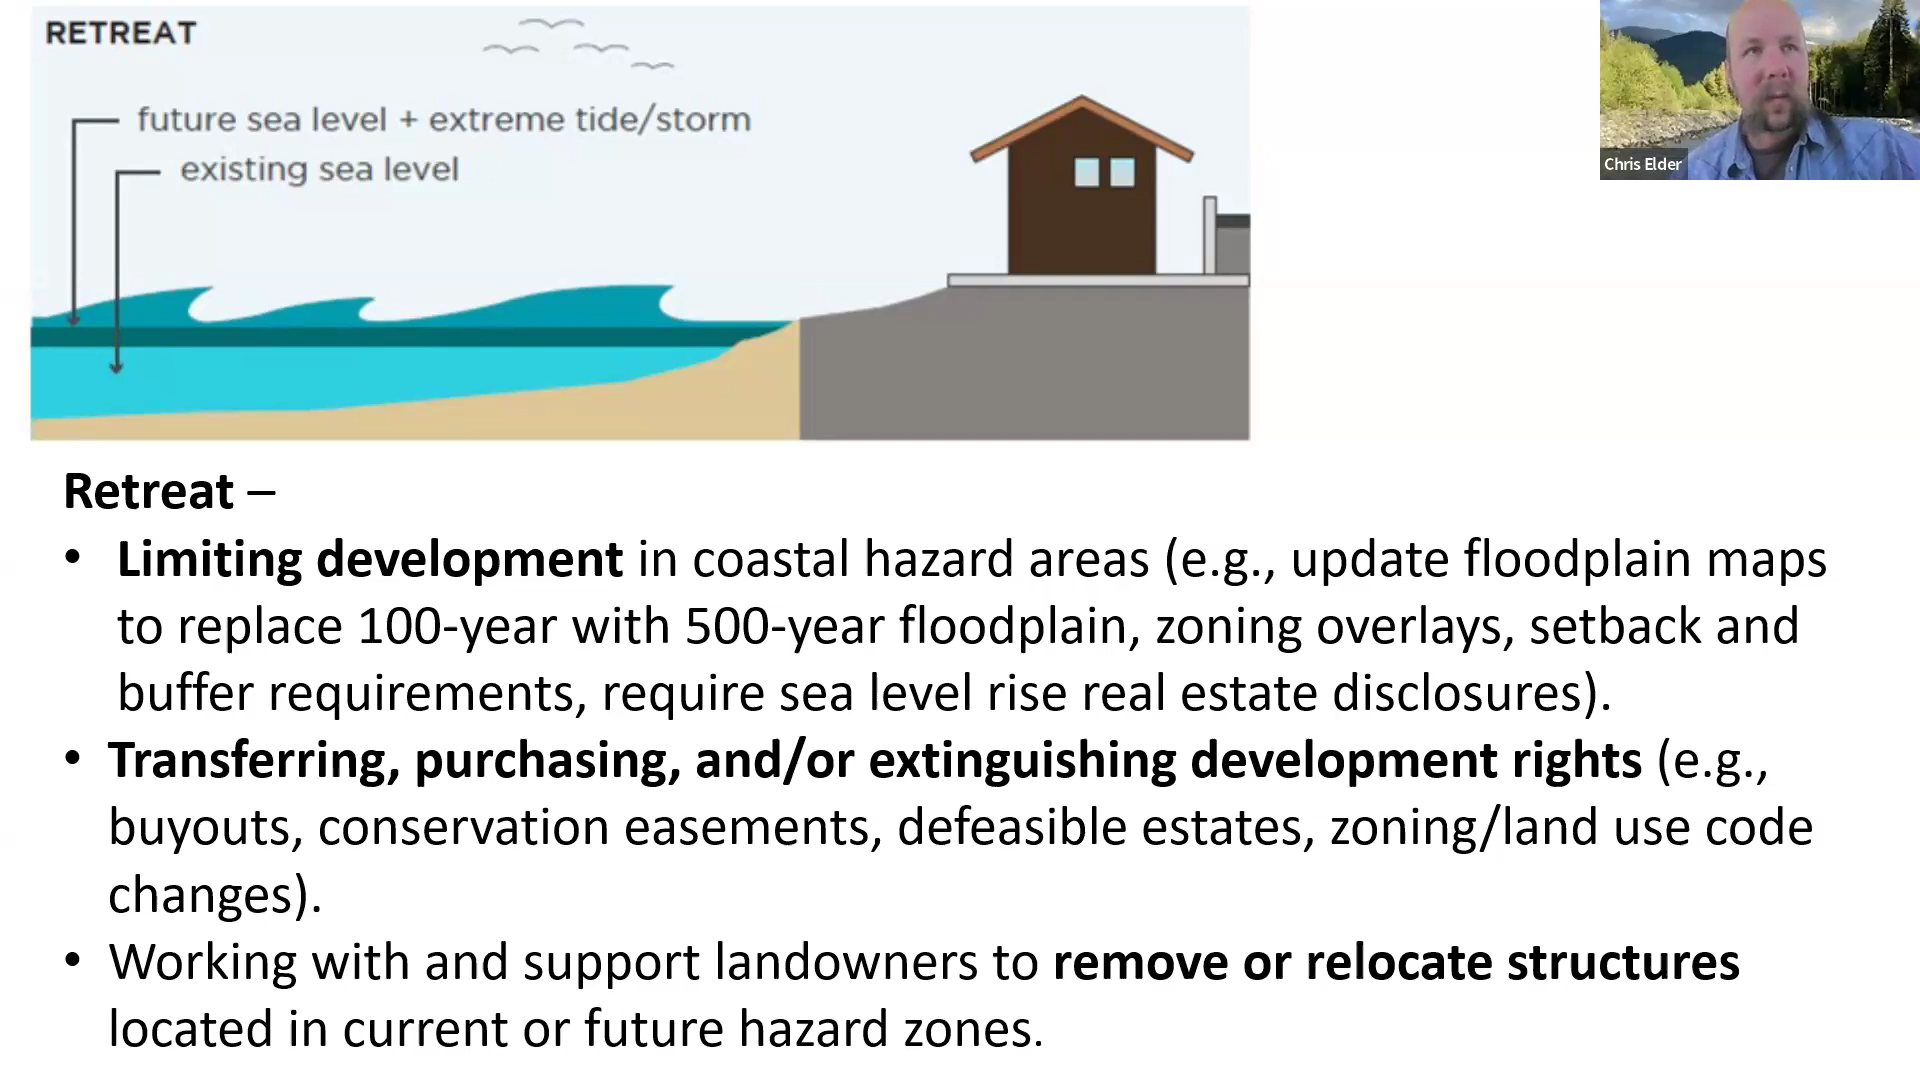 RETREAT
future sea level + extreme tide/storm
existing sea level
Chris Elder
Retreat –
• Limiting development in coastal hazard areas (e.g., update floodplain maps
to replace 100-year with 500-year floodplain, zoning overlays, setback and
buffer requirements, require sea level rise real estate disclosures).
• Transferring, purchasing, and/or extinguishing development rights (e.g.,
buyouts, conservation easements, defeasible estates, zoning/land use code
changes).
• Working with and support landowners to remove or relocate structures
located in current or future hazard zones.